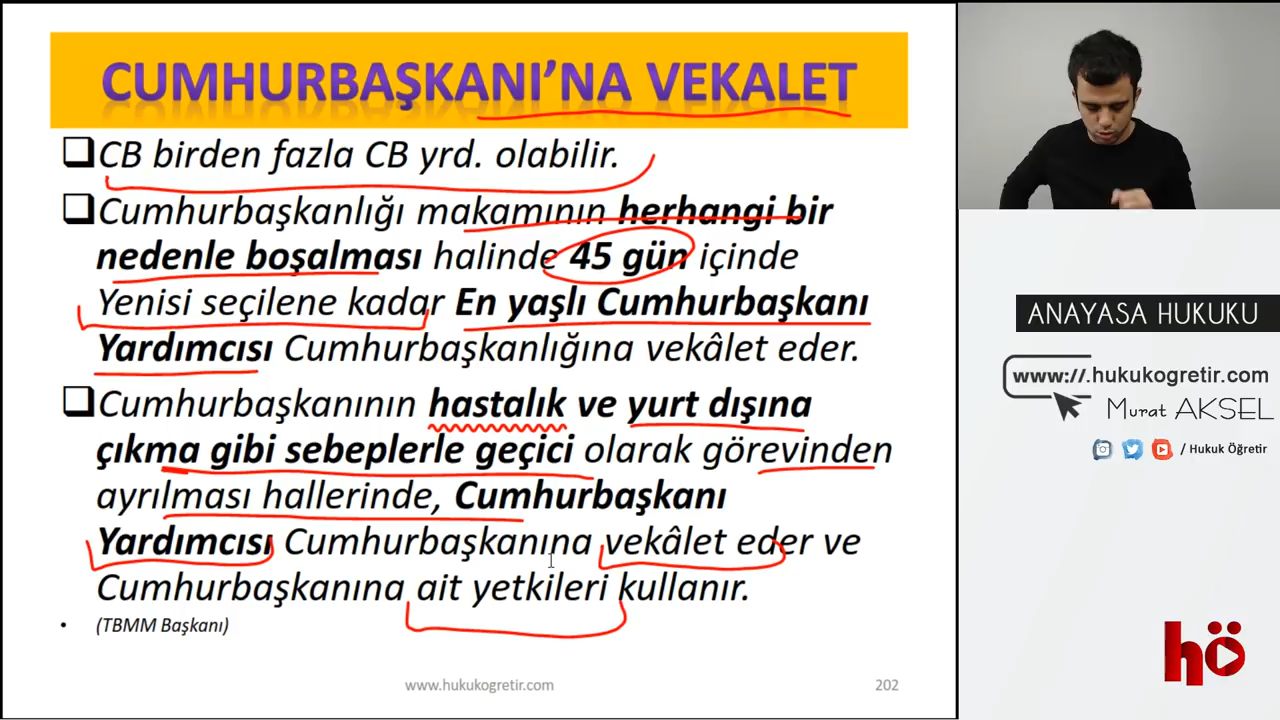 CUMHURBAŞKANI’NA VEKALET
CB birden fazla CB yrd. olabilir.
Cumhurbaşkanlığı makamının herhangi bir
nedenle boşalması halinde 45 gün içinde
Yenisi seçilene kadar En yaşlı Cumhurbaşkanı
Yardımcısı Cumhurbaşkanlığına vekâlet eder.
Cumhurbaşkanının hastalık ve yurt dışına
çıkma gibi sebeplerle geçici olarak görevinden
ayrılması hallerinde, Cumhurbaşkanı
Yardımcısı Cumhurbaşkanına vekâlet eder ve
Cumhurbaşkanına ait yetkileri kullanır.
• (TBMM Başkanı)
www.hukukogretir.com
202
ANAYASA HUKUKU
www://.hukukogretir.com
Murat AKSEL
/ Hukuk Öğretir
hö